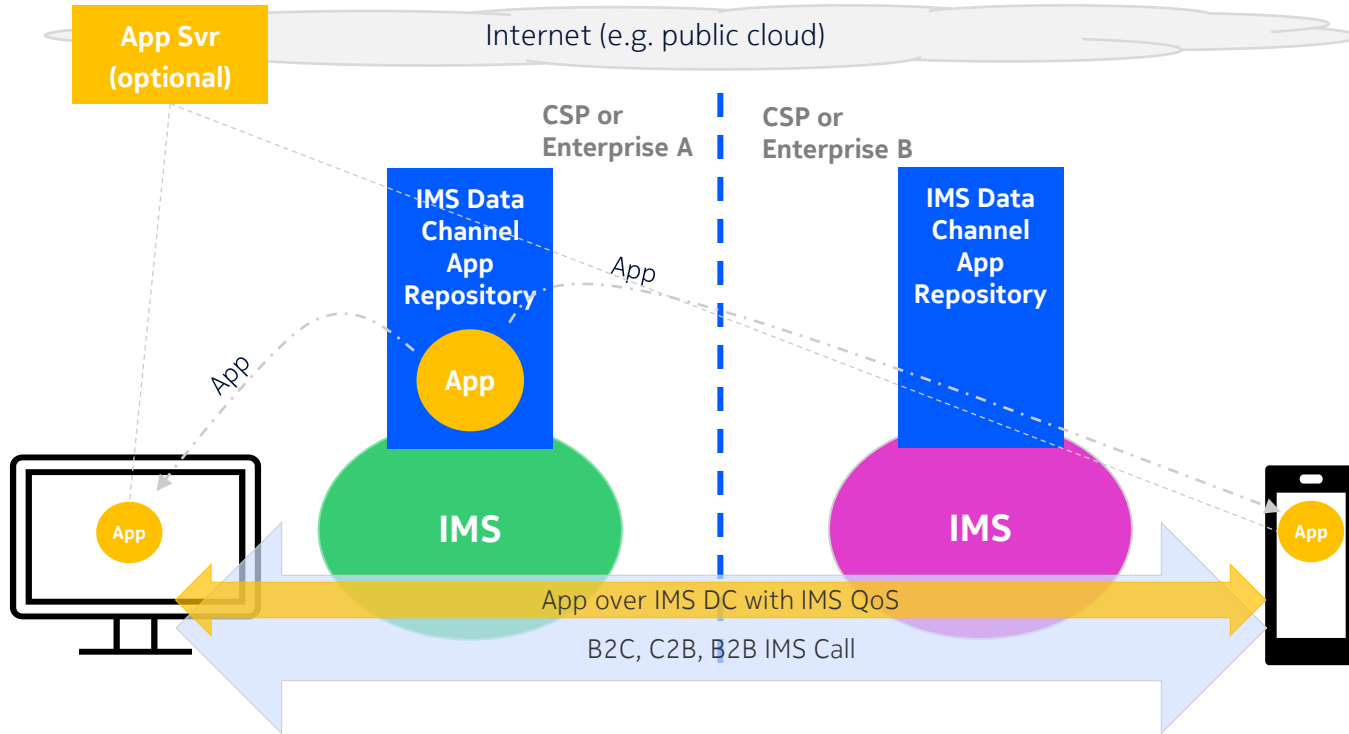 App Svr
(optional)
Internet (e.g. public cloud)
CSP or
Enterprise A
CSP or
Enterprise B
IMS Data
Channel
App
Repository
IMS Data
Channel
App
Repository
App
App
App
IMS
IMS
App
App
App over IMS DC with IMS QoS
B2C, C2B, B2B IMS Call